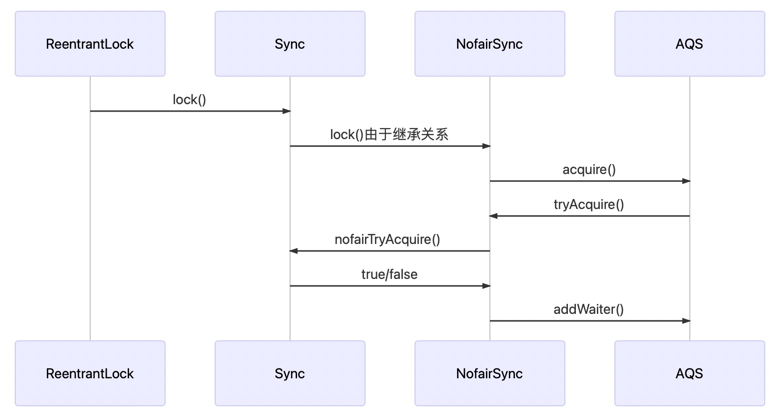 ReentrantLock
Sync
NofairSync
AQS
lock()
lock()由于继承关系
acquire()
tryAcquire()
nofairTryAcquire()
true/false
addWaiter()
ReentrantLock
Sync
NofairSync
AQS